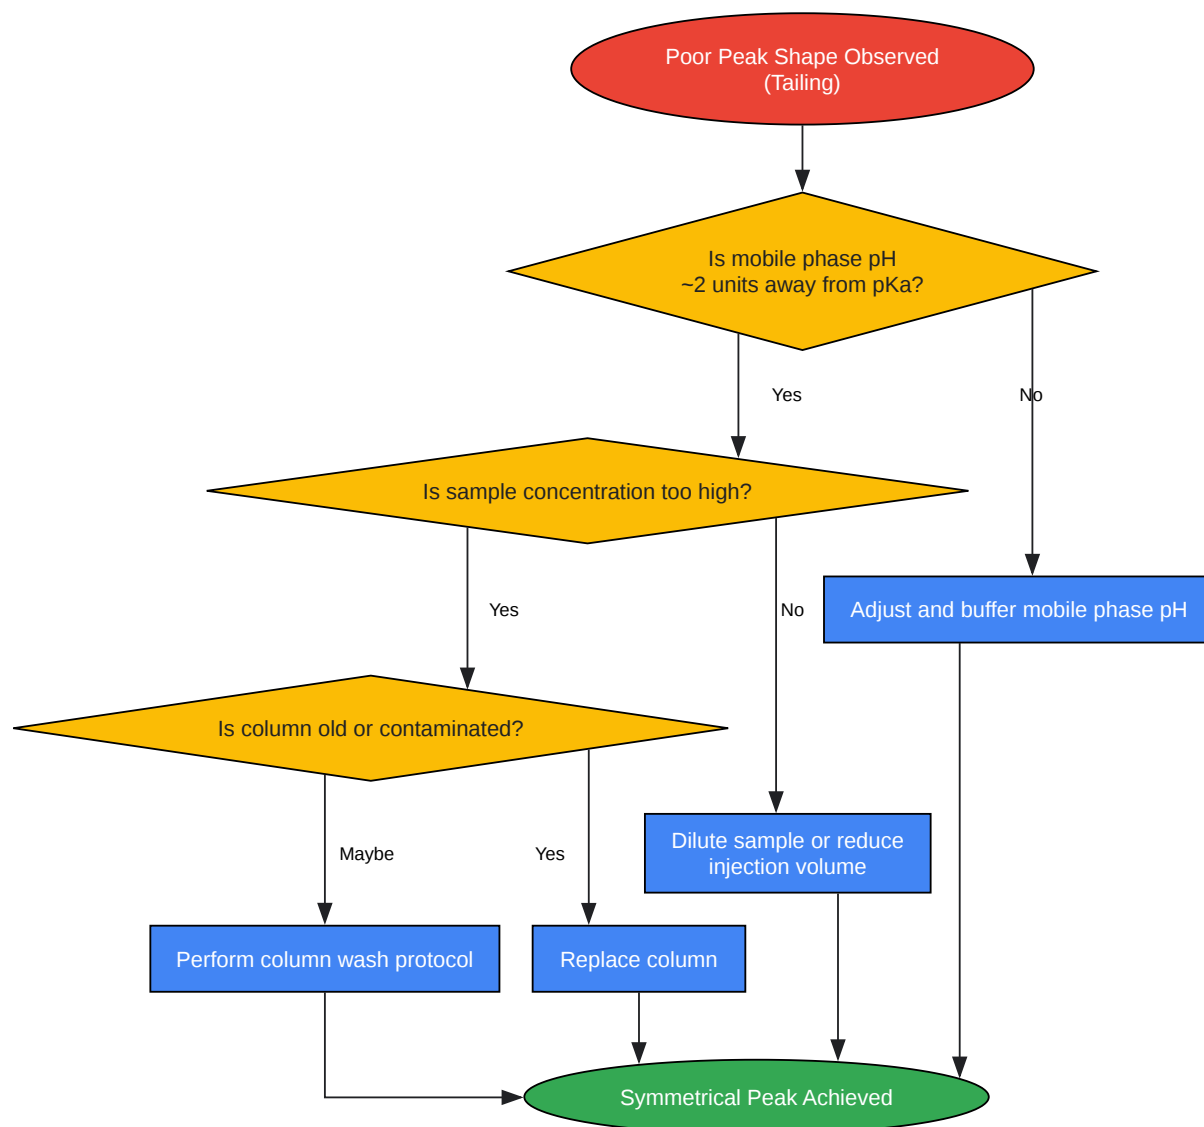 Poor Peak Shape Observed
(Tailing)
Is mobile phase pH
~2 units away from pKa?
Yes
No
Is sample concentration too high?
Yes
No
Adjust and buffer mobile phase pH
Is column old or contaminated?
Dilute sample or reduce
injection volume
Maybe
Yes
Perform column wash protocol
Replace column
Symmetrical Peak Achieved